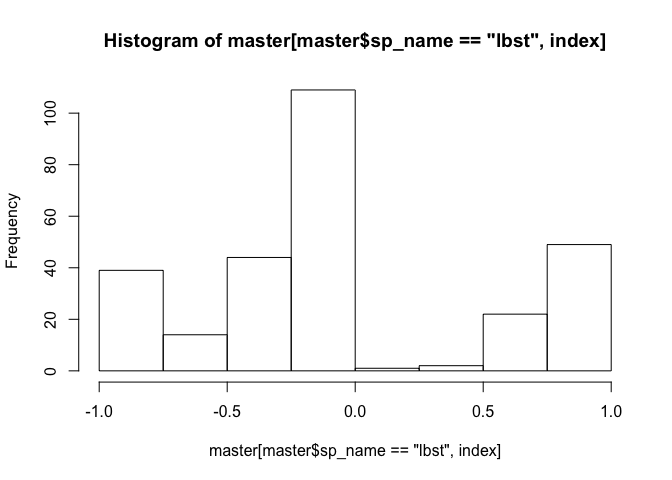 Histogram of master[master$sp_name == "lbst", index]
Frequency
100
80
60
40
20
0
-1.0 -0.5 0.0 0.5 1.0
master[master$sp_name == "lbst", index]